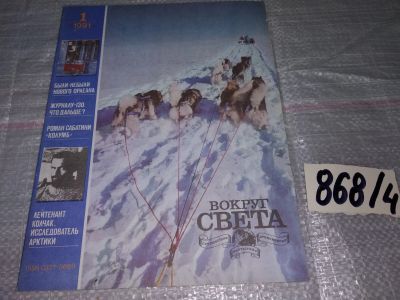 1
1991
БЫЛИ-НЕБЫЛИ
НОВОГО ОРЛЕАНА
ЖУРНАЛУ-130.
ЧТО ДАЛЬШЕ?
РОМАН САБАТИНИ
«КОЛУМБ»
ЛЕЙТЕНАНТ
КОЛЧАК,
ИССЛЕДОВАТЕЛЬ
АРКТИКИ
ВОКРУГ
СВЕТА
868/4